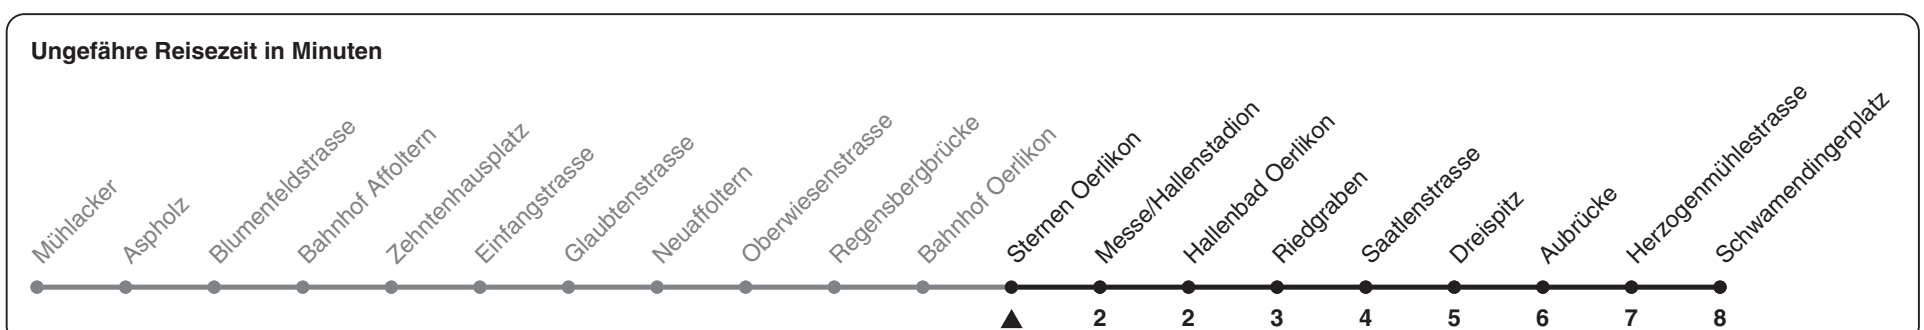 Ungefähre Reisezeit in Minuten
Mühlacker
Aspholz
Blumenfeldstrasse
Bahnhof Affoltern
Zehntenhausplatz
Einfangstrasse
Glaubtenstrasse
Neuaffoltern
Oberwiesenstrasse
Regensbergbrücke
Bahnhof Oerlikon
Sternen Oerlikon
Messe/Hallenstadion
Hallenbad Oerlikon
Riedgraben
Saatlenstrasse
Dreispitz
Aubrücke
Herzogenmühlestrasse
Schwamendingerplatz
2 2 3 4 5 6 7 8